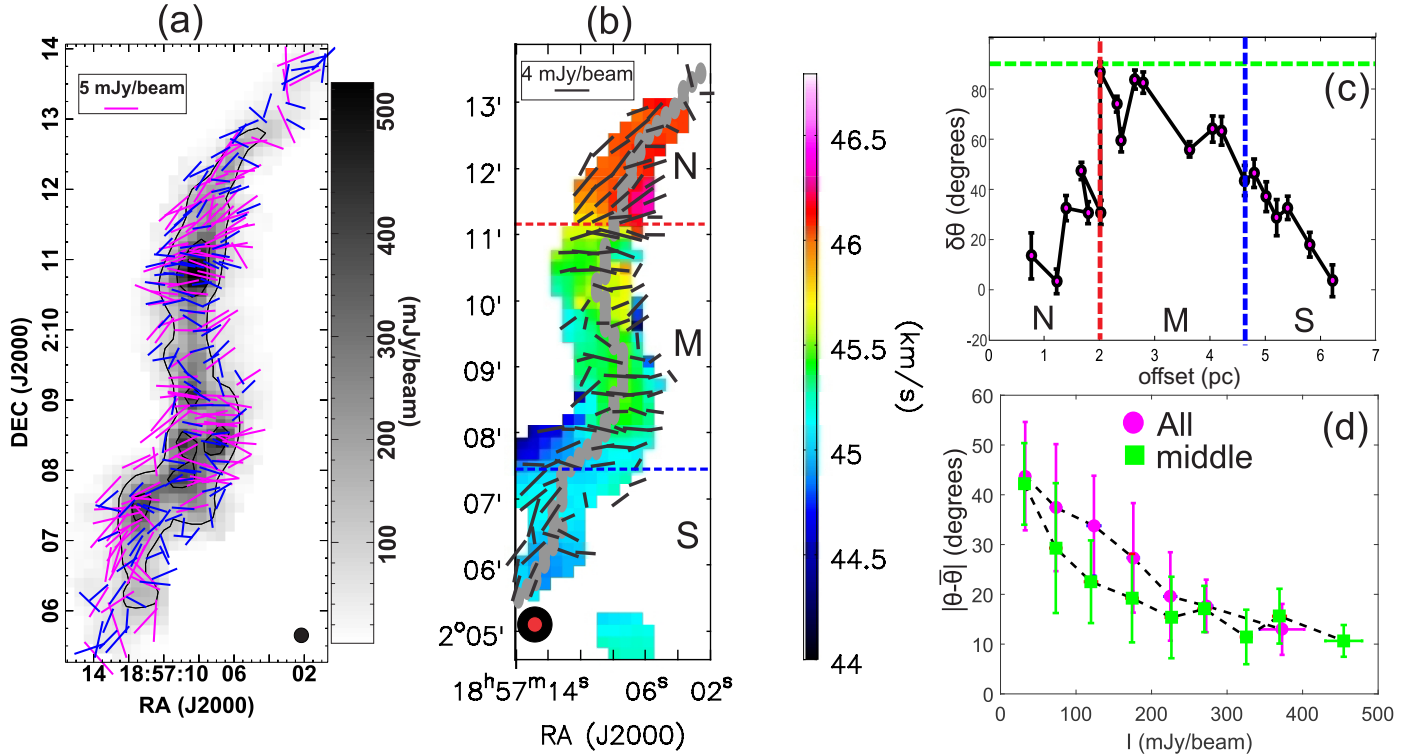 (a)
5 mJy/beam
14
13
12
11
2:10
09
08
07
06
DEC (J2000)
14
18:57:10
06
02
RA (J2000)
500
400
300
200
100
(mJy/beam)
(b)
4 mJy/beam
N
M
S
13'
12'
11'
10'
09'
08'
07'
06'
2°05'
18ʰ57ᵐ14ˢ
06ˢ
02ˢ
RA (J2000)
46.5
46
45.5
45
44.5
44
(km/s)
(c)
80
60
40
20
0
-20
δθ (degrees)
N
M
S
0
1
2
3
4
5
6
7
offset (pc)
(d)
All
middle
60
50
40
30
20
10
0
|θ-θ̅| (degrees)
0
100
200
300
400
500
I (mJy/beam)